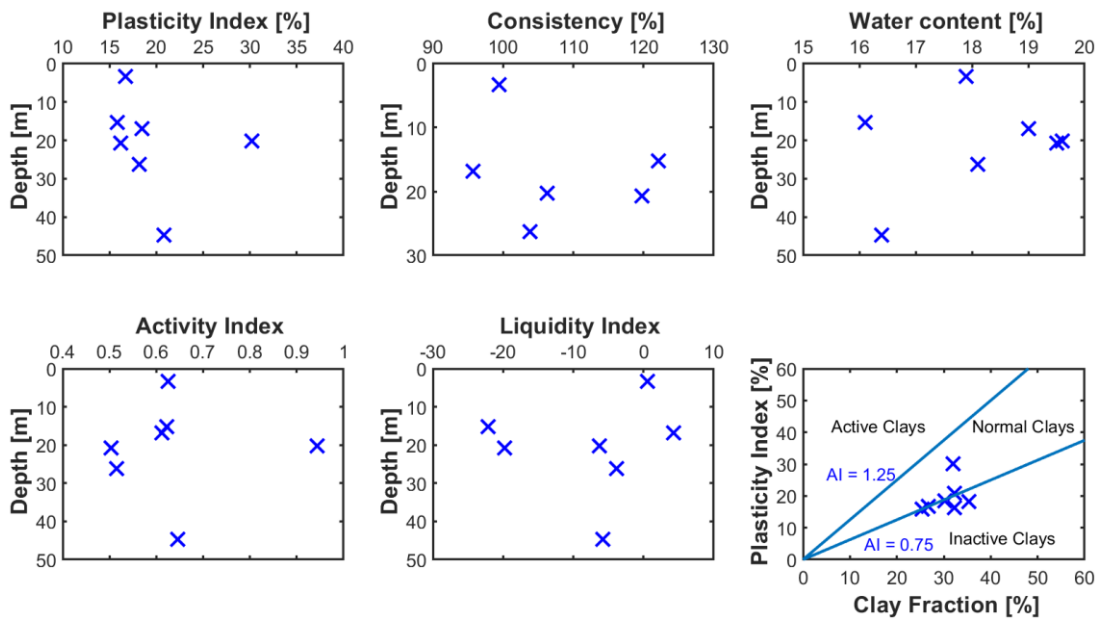 Plasticity Index [%]
10 15 20 25 30 35 40
0
10
20
30
40
50
Depth [m]
Consistency [%]
90 100 110 120 130
0
10
20
30
Depth [m]
Water content [%]
15 16 17 18 19 20
0
10
20
30
40
50
Depth [m]
Activity Index
0.4 0.5 0.6 0.7 0.8 0.9 1
0
10
20
30
40
50
Depth [m]
Liquidity Index
-30 -20 -10 0 10
0
10
20
30
40
50
Depth [m]
60
50
40
30
20
10
0
Plasticity Index [%]
Active Clays
Normal Clays
AI = 1.25
AI = 0.75
Inactive Clays
0 10 20 30 40 50 60
Clay Fraction [%]